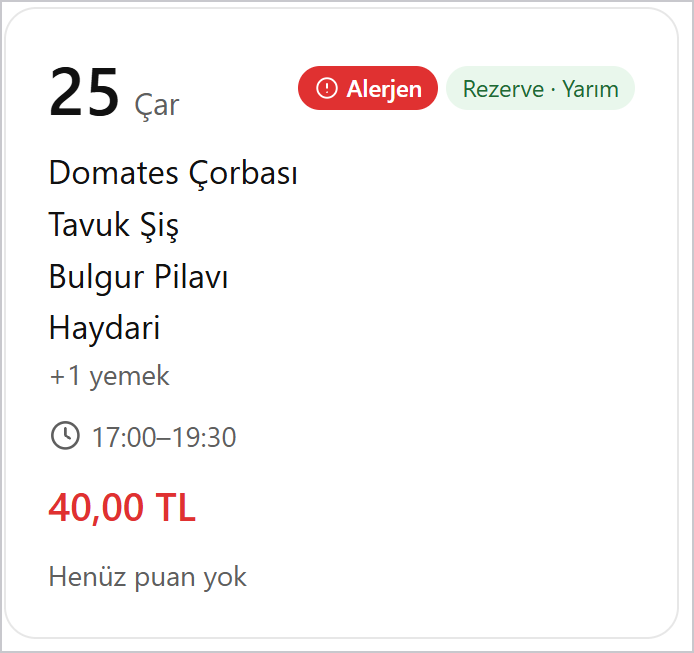 25 Çar
Alerjen
Rezerve · Yarım
Domates Çorbası
Tavuk Şiş
Bulgur Pilavı
Haydari
+1 yemek
17:00–19:30
40,00 TL
Henüz puan yok